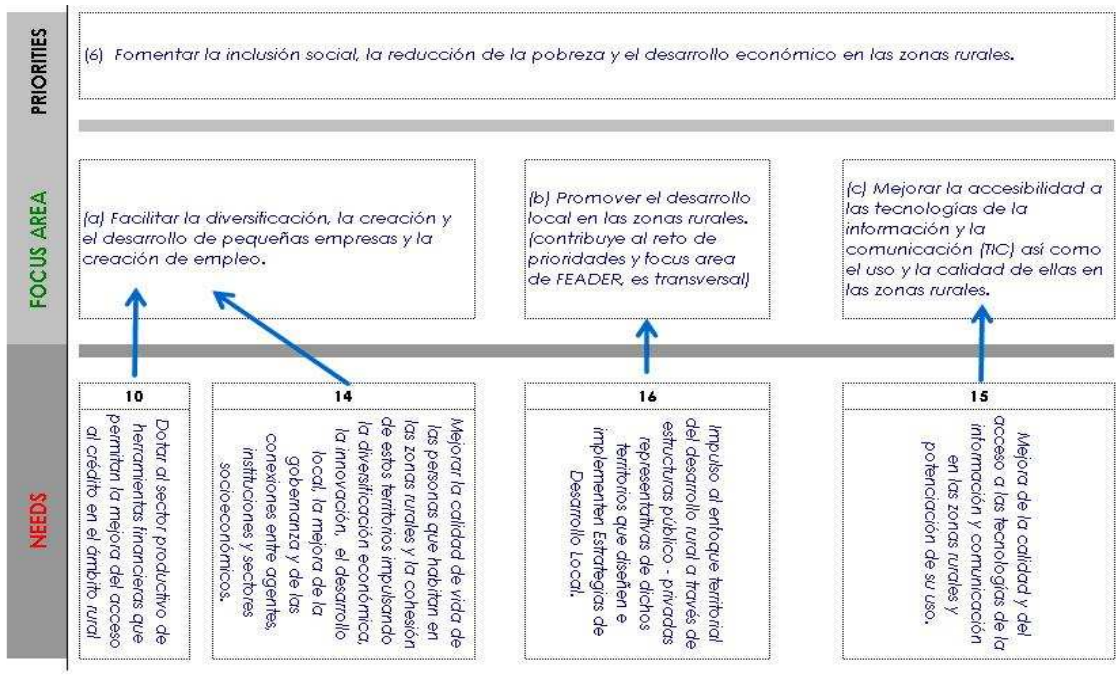 PRIORITIES
(6) Fomentar la inclusión social, la reducción de la pobreza y el desarrollo económico en las zonas rurales.
FOCUS AREA
(a) Facilitar la diversificación, la creación y
el desarrollo de pequeñas empresas y la
creación de empleo.
(b) Promover el desarrollo
local en las zonas rurales.
(contribuye al reto de
prioridades y focus area
de FEADER, es transversal)
(c) Mejorar la accesibilidad a
las tecnologías de la
información y la
comunicación (TIC) así como
el uso y la calidad de ellas en
las zonas rurales.
NEEDS
10
Dotar al sector productivo de
herramientas financieras que
permitan la mejora del acceso
al crédito en el ámbito rural
14
Mejorar la calidad de vida de
las personas que habitan en
las zonas rurales y la cohesión
de estos territorios impulsando
la diversificación económica,
la innovación, el desarrollo
local, la mejora de la
gobernanza y de las
conexiones entre agentes,
instituciones y sectores
socioeconómicos.
16
Impulso al enfoque territorial
del desarrollo rural a través de
estructuras público - privadas
representativas de dichos
territorios que diseñen e
implementen Estrategias de
Desarrollo Local.
15
Mejora de la calidad y del
acceso a las tecnologías de la
información y comunicación
en las zonas rurales y
potenciación de su uso.